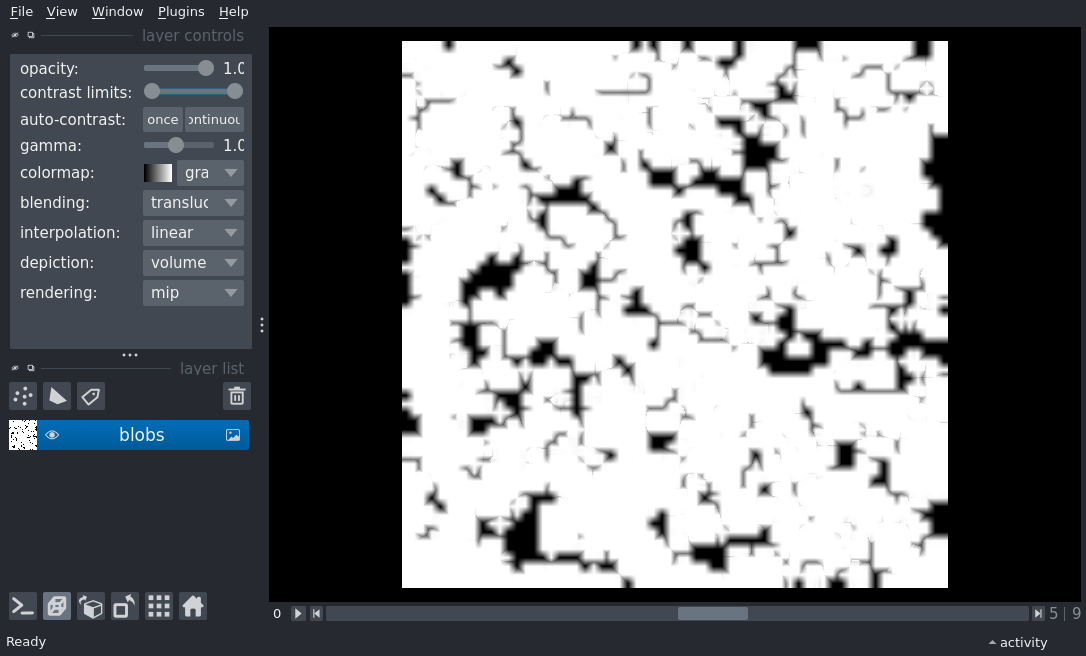 File View Window Plugins Help
layer controls
opacity: 1.0
contrast limits:
auto-contrast: once ontinuou
gamma: 1.0
colormap: gra
blending: transluc
interpolation: linear
depiction: volume
rendering: mip
layer list
blobs
0 5 | 9
Ready activity